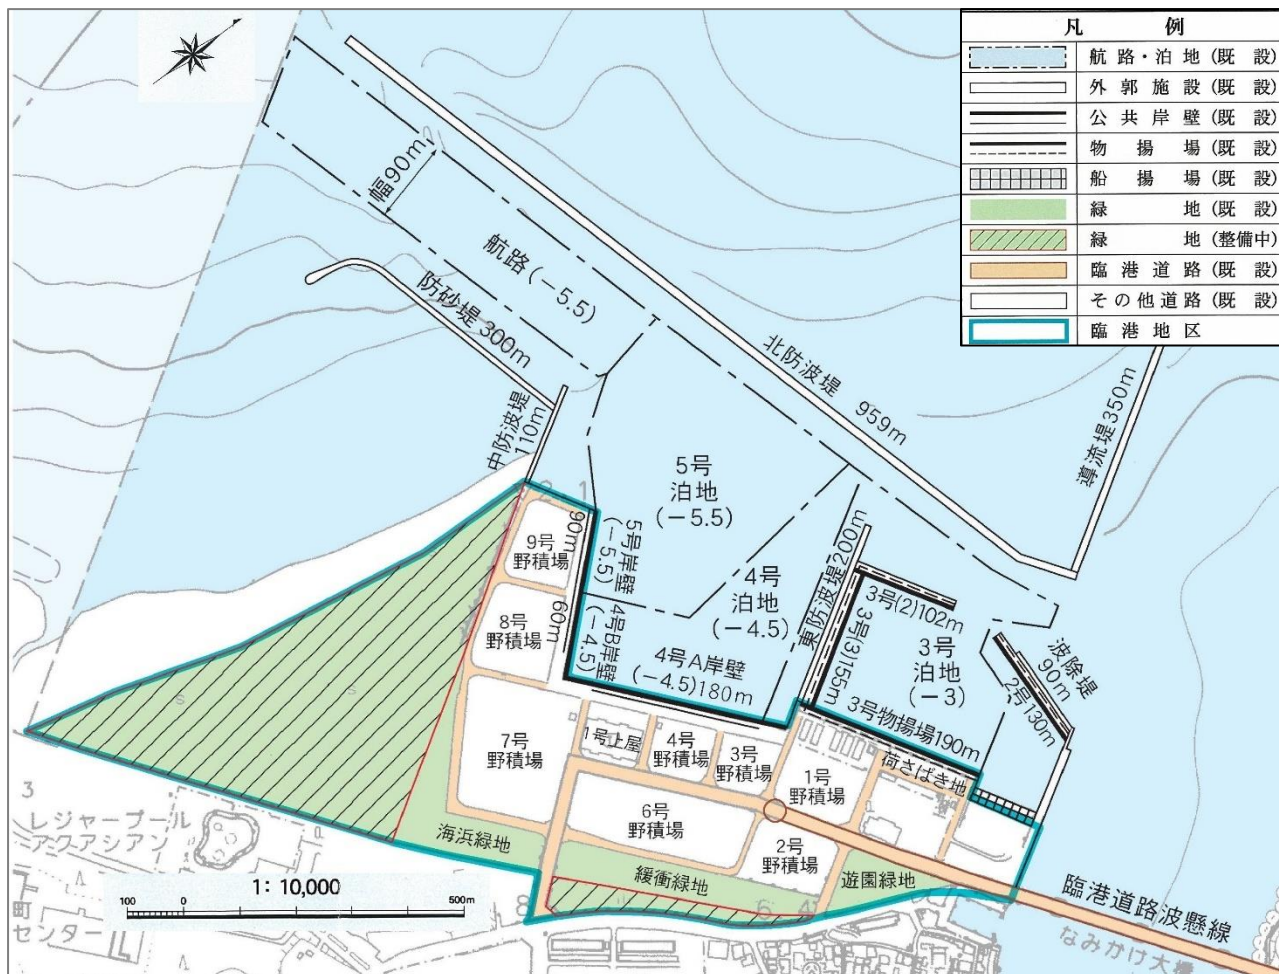 凡 例
航路・泊地(既 設)
外郭施設(既 設)
公共岸壁(既 設)
物 揚 場(既 設)
船 揚 場(既 設)
緑 地(既 設)
緑 地(整備中)
臨港道路(既 設)
その他道路(既 設)
臨港地区
幅90m
航路(-5.5)
防砂堤300m
中防波堤
110m
北防波堤 959m
導流堤350m
5号
泊地
(-5.5)
4号
泊地
(-4.5)
東防波堤200m
3号(2)102m
3号(3)155m
3号
泊地
(-3)
波除堤
90m
2号130m
2
1
90m
5号岸壁
(-5.5)
60m
4号B岸壁
(-4.5)
4号A岸壁
(-4.5)180m
3号物揚場190m
荷さばき地
9号
野積場
8号
野積場
7号
野積場
1号上屋
4号
野積場
3号
野積場
1号
野積場
6号
野積場
2号
野積場
海浜緑地
緩衝緑地
遊園緑地
臨港道路波懸線
なみかけ大橋
3
レジャープール
アクアシアン
町
センター
8
6
4
1：10,000
100 0 500m